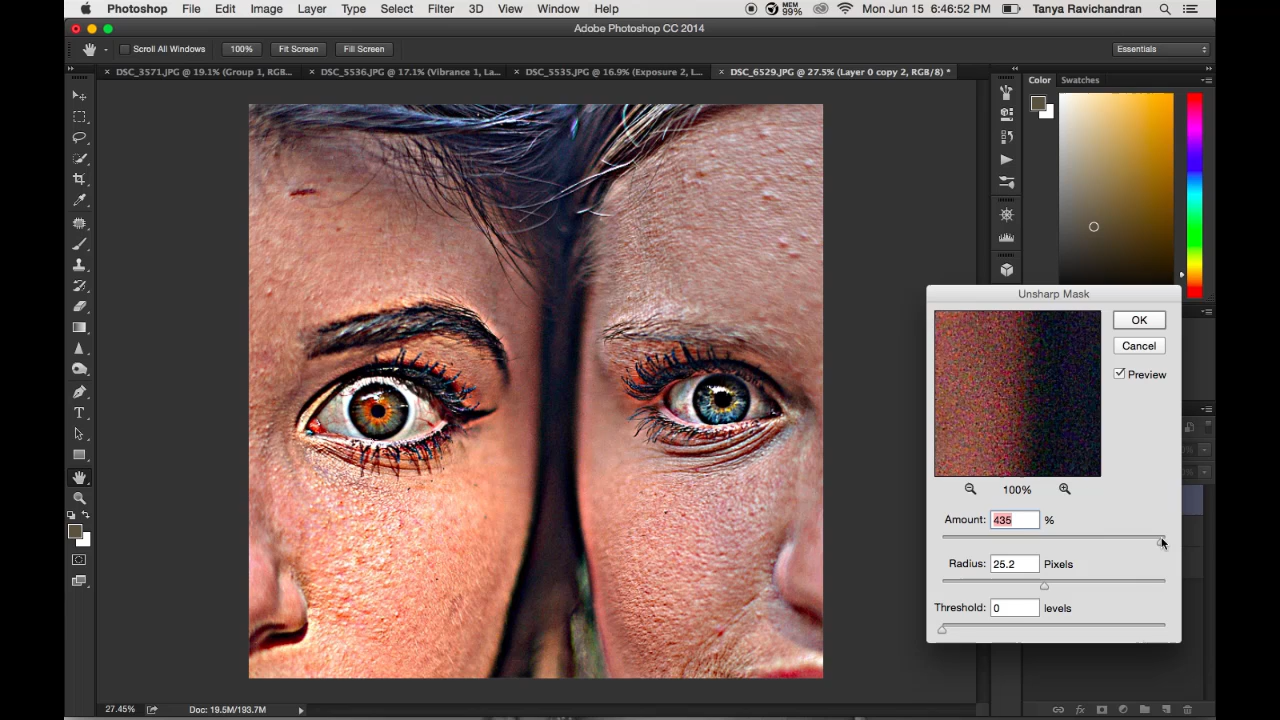 Photoshop File Edit Image Layer Type Select Filter 3D View Window Help MEM 99% Mon Jun 15 6:46:52 PM Tanya Ravichandran
Adobe Photoshop CC 2014
Scroll All Windows 100% Fit Screen Fill Screen Essentials
× DSC_3571.JPG @ 19.1% (Group 1, RGB... × DSC_5536.JPG @ 17.1% (Vibrance 1, La... × DSC_5535.JPG @ 16.9% (Exposure 2, L... × DSC_6529.JPG @ 27.5% (Layer 0 copy 2, RGB/8) *
Color Swatches
Unsharp Mask
OK
Cancel
Preview
100%
Amount: 435 %
Radius: 25.2 Pixels
Threshold: 0 levels
27.45% Doc: 19.5M/193.7M
fx